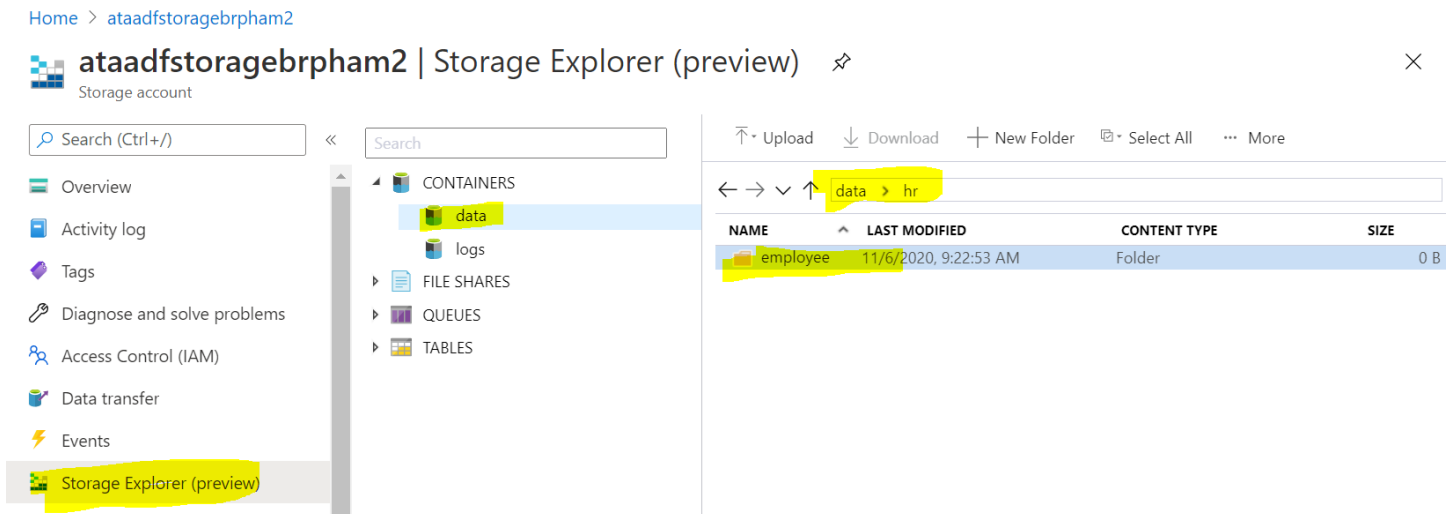 Home > ataadfstoragebrpham2
ataadfstoragebrpham2 | Storage Explorer (preview)
Storage account
Search (Ctrl+/)
Overview
Activity log
Tags
Diagnose and solve problems
Access Control (IAM)
Data transfer
Events
Storage Explorer (preview)
Search
CONTAINERS
data
logs
FILE SHARES
QUEUES
TABLES
Upload Download New Folder Select All ... More
data > hr
NAME LAST MODIFIED CONTENT TYPE SIZE
employee 11/6/2020, 9:22:53 AM Folder 0 B